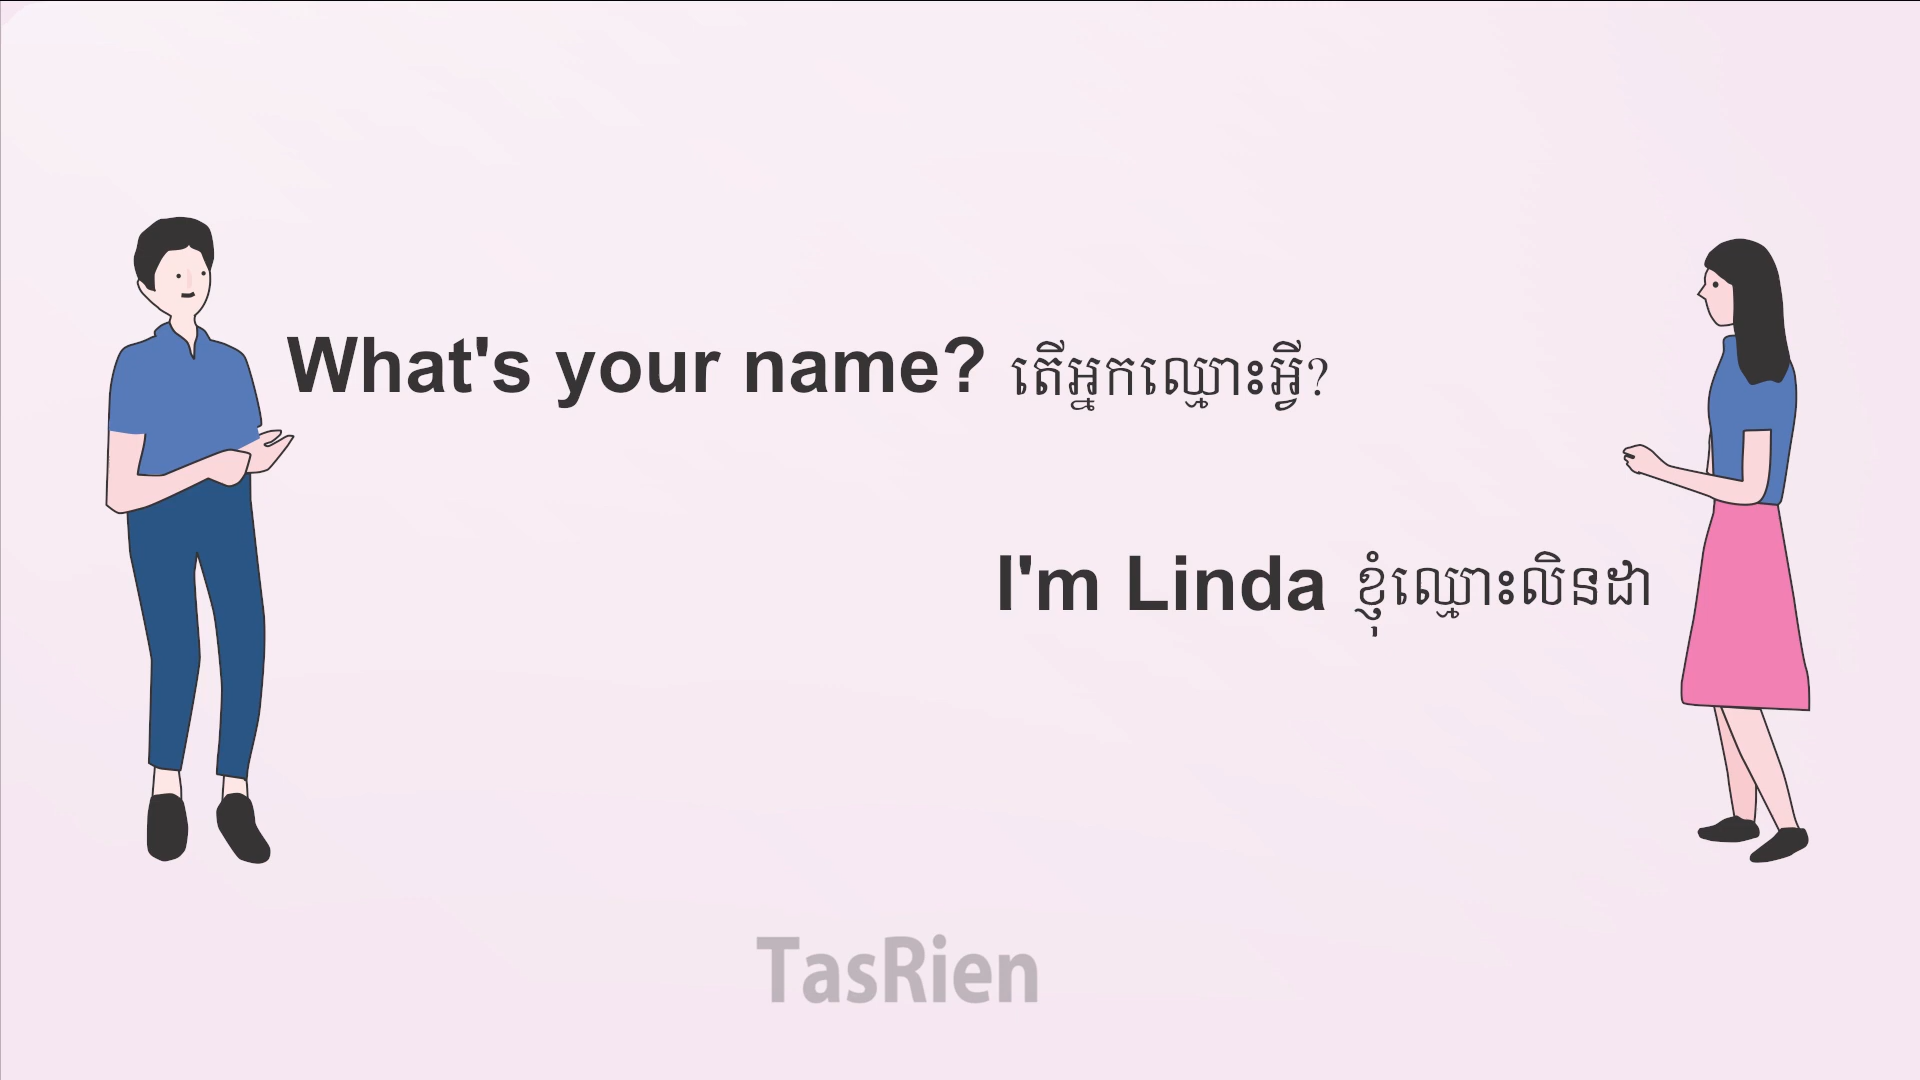 What's your name? តើអ្នកឈ្មោះអ្វី?
I'm Linda ខ្ញុំឈ្មោះលិនដា
TasRien